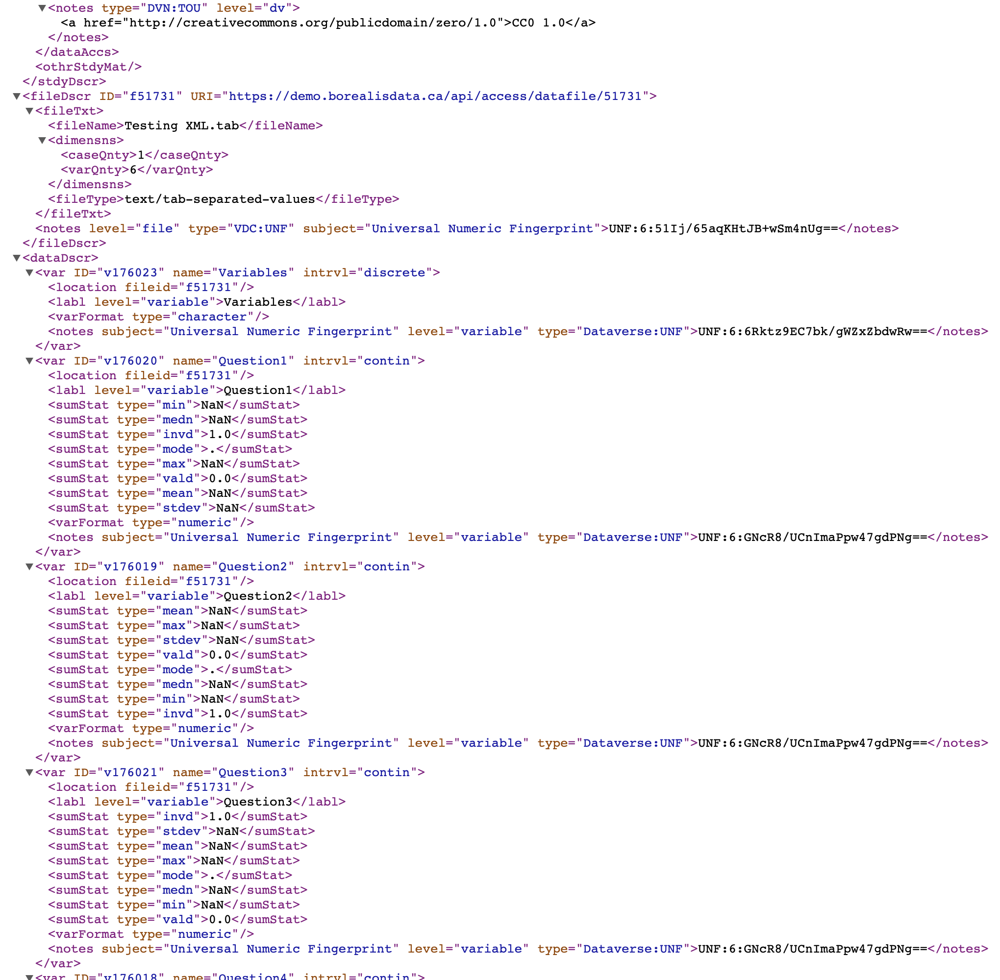 ▼<notes type="DVN:TOU" level="dv">
<a href="http://creativecommons.org/publicdomain/zero/1.0">CC0 1.0</a>
</notes>
</dataAccs>
<othrStdyMat/>
</stdyDscr>
▼<fileDscr ID="f51731" URI="https://demo.borealisdata.ca/api/access/datafile/51731">
▼<fileTxt>
<fileName>Testing XML.tab</fileName>
▼<dimensns>
<caseQnty>1</caseQnty>
<varQnty>6</varQnty>
</dimensns>
<fileType>text/tab-separated-values</fileType>
</fileTxt>
<notes level="file" type="VDC:UNF" subject="Universal Numeric Fingerprint">UNF:6:51Ij/65aqKHtJB+wSm4nUg==</notes>
</fileDscr>
▼<dataDscr>
▼<var ID="v176023" name="Variables" intrvl="discrete">
<location fileid="f51731"/>
<labl level="variable">Variables</labl>
<varFormat type="character"/>
<notes subject="Universal Numeric Fingerprint" level="variable" type="Dataverse:UNF">UNF:6:6Rktz9EC7bk/gWZxZbdwRw==</notes>
</var>
▼<var ID="v176020" name="Question1" intrvl="contin">
<location fileid="f51731"/>
<labl level="variable">Question1</labl>
<sumStat type="min">NaN</sumStat>
<sumStat type="medn">NaN</sumStat>
<sumStat type="invd">1.0</sumStat>
<sumStat type="mode">.</sumStat>
<sumStat type="max">NaN</sumStat>
<sumStat type="vald">0.0</sumStat>
<sumStat type="mean">NaN</sumStat>
<sumStat type="stdev">NaN</sumStat>
<varFormat type="numeric"/>
<notes subject="Universal Numeric Fingerprint" level="variable" type="Dataverse:UNF">UNF:6:GNcR8/UCnImaPpw47gdPNg==</notes>
</var>
▼<var ID="v176019" name="Question2" intrvl="contin">
<location fileid="f51731"/>
<labl level="variable">Question2</labl>
<sumStat type="mean">NaN</sumStat>
<sumStat type="max">NaN</sumStat>
<sumStat type="stdev">NaN</sumStat>
<sumStat type="vald">0.0</sumStat>
<sumStat type="mode">.</sumStat>
<sumStat type="medn">NaN</sumStat>
<sumStat type="min">NaN</sumStat>
<sumStat type="invd">1.0</sumStat>
<varFormat type="numeric"/>
<notes subject="Universal Numeric Fingerprint" level="variable" type="Dataverse:UNF">UNF:6:GNcR8/UCnImaPpw47gdPNg==</notes>
</var>
▼<var ID="v176021" name="Question3" intrvl="contin">
<location fileid="f51731"/>
<labl level="variable">Question3</labl>
<sumStat type="invd">1.0</sumStat>
<sumStat type="stdev">NaN</sumStat>
<sumStat type="mean">NaN</sumStat>
<sumStat type="max">NaN</sumStat>
<sumStat type="mode">.</sumStat>
<sumStat type="medn">NaN</sumStat>
<sumStat type="min">NaN</sumStat>
<sumStat type="vald">0.0</sumStat>
<varFormat type="numeric"/>
<notes subject="Universal Numeric Fingerprint" level="variable" type="Dataverse:UNF">UNF:6:GNcR8/UCnImaPpw47gdPNg==</notes>
</var>
▼<var ID="v176018" name="Question4" intrvl="contin">